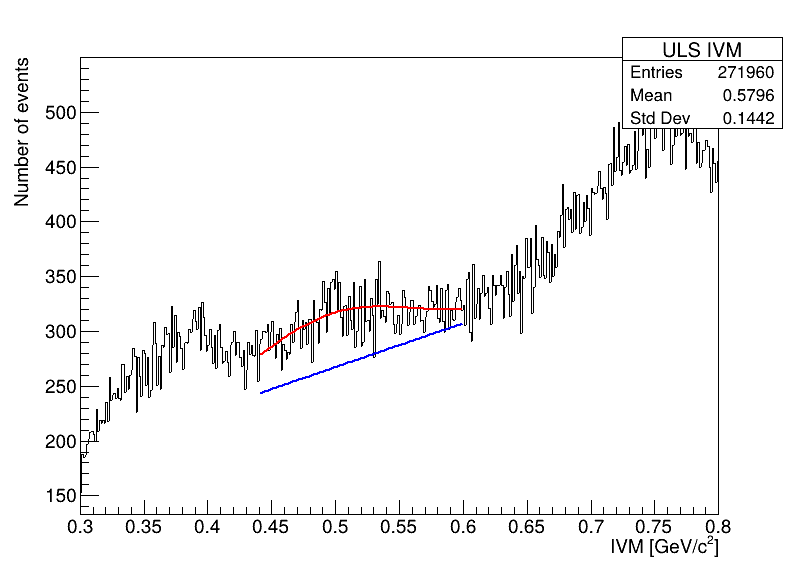 ULS IVM
Entries 271960
Mean 0.5796
Std Dev 0.1442
Number of events
500
450
400
350
300
250
200
150
0.3 0.35 0.4 0.45 0.5 0.55 0.6 0.65 0.7 0.75 0.8
IVM [GeV/c²]